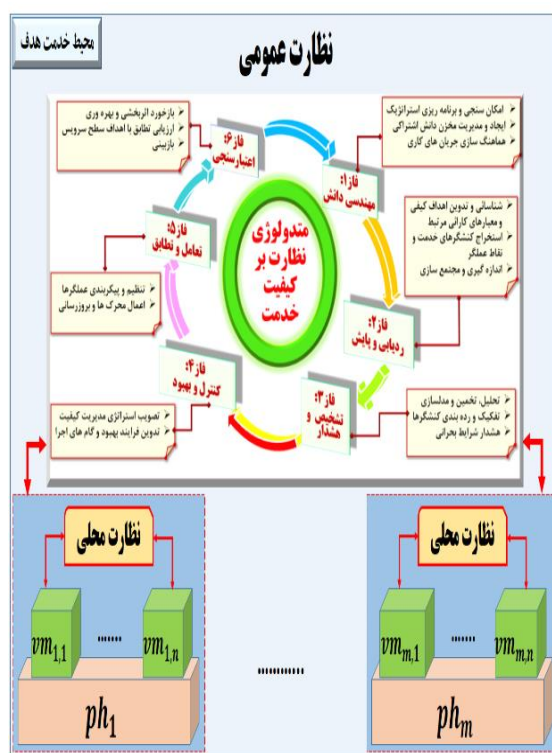 محیط خدمت هدف
نظارت عمومی
امکان سنجی و برنامه ریزی استراتژیک
ایجاد و مدیریت مخزن دانش اشتراکی
هماهنگ سازی جریان های کاری
بازخورد اثربخشی و بهره وری
ارزیابی تطابق با اهداف سطح سرویس
بازبینی
فاز۱:
مهندسی دانش
فاز۶:
اعتبارسنجی
متدولوژی
نظارت بر
کیفیت
خدمت
شناسائی و تدوین اهداف کیفی
و معیارهای کارائی مرتبط
استخراج کنشگرهای خدمت و
نقاط عملگر
اندازه گیری و مجتمع سازی
فاز۲:
ردیابی و پایش
فاز۵:
تعامل و تطابق
تنظیم و پیکربندی عملگرها
اعمال محرک ها و بروزرسانی
فاز۳:
تشخیص و
هشدار
تحلیل، تخمین و مدلسازی
تفکیک و رده بندی کنشگرها
هشدار شرایط بحرانی
فاز۴:
کنترل و بهبود
تصویب استراتژی مدیریت کیفیت
تدوین فرایند بهبود و گام های اجرا
نظارت محلی
vm1,1 ....... vm1,n
ph1
............
نظارت محلی
vmm,1 ....... vmm,n
phm